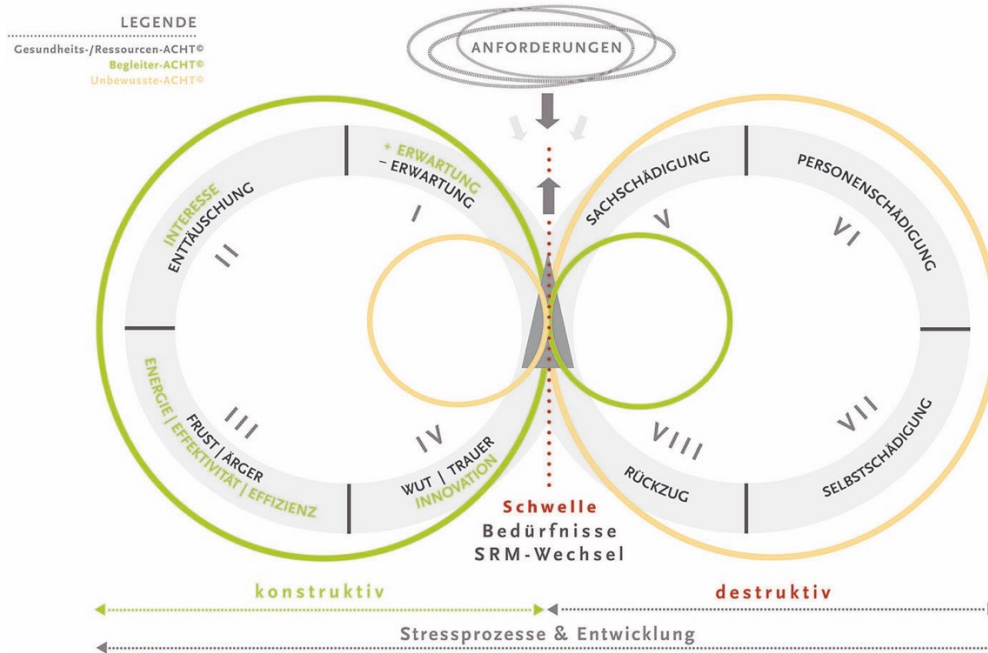 LEGENDE
Gesundheits-/Ressourcen-ACHT©
Begleiter-ACHT©
Unbewusste-ACHT©
ANFORDERUNGEN
+ ERWARTUNG
– ERWARTUNG
I
INTERESSE
ENTTÄUSCHUNG
II
III
FRUST | ÄRGER
ENERGIE | EFFEKTIVITÄT | EFFIZIENZ
IV
WUT | TRAUER
INNOVATION
SACHSCHÄDIGUNG
V
PERSONENSCHÄDIGUNG
VI
VII
SELBSTSCHÄDIGUNG
VIII
RÜCKZUG
Schwelle
Bedürfnisse
SRM-Wechsel
konstruktiv
destruktiv
Stressprozesse & Entwicklung